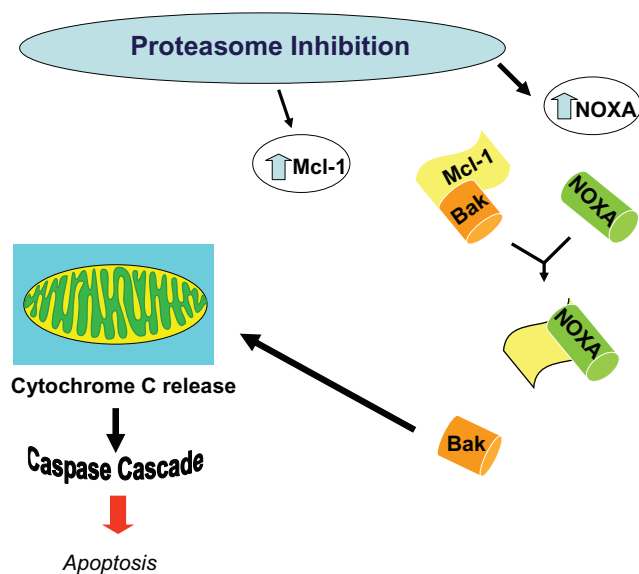 Proteasome Inhibition
NOXA
Mcl-1
Mcl-1
Bak
NOXA
NOXA
Cytochrome C release
Bak
Caspase Cascade
Apoptosis